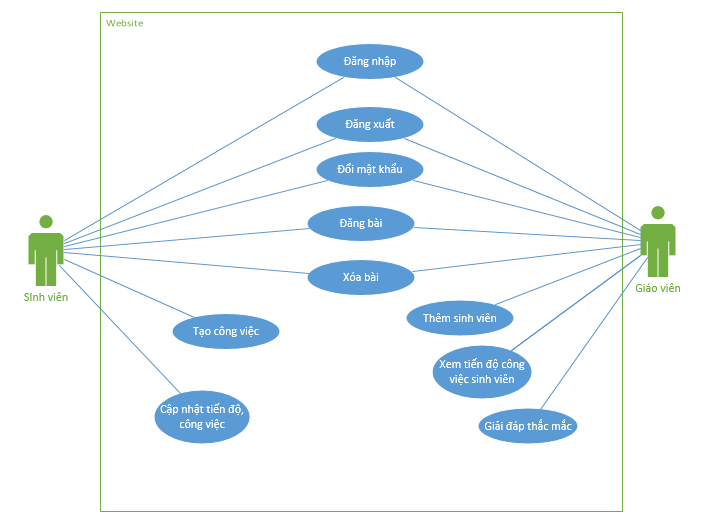 Website
Đăng nhập
Đăng xuất
Đổi mật khẩu
Đăng bài
Xóa bài
SInh viên
Giáo viên
Tạo công việc
Thêm sinh viên
Xem tiến độ công
việc sinh viên
Cập nhật tiến độ,
công việc
Giải đáp thắc mắc